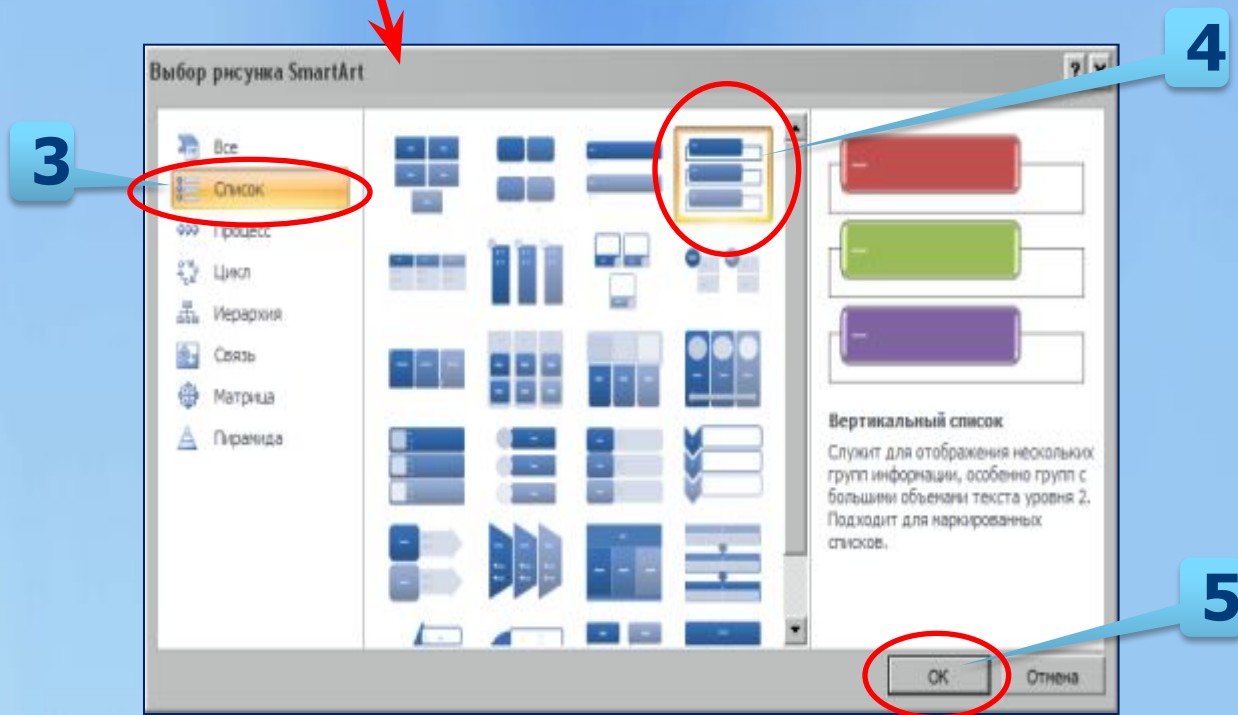 4
Выбор рисунка SmartArt
3
Все
Список
Процесс
Цикл
Иерархия
Связь
Матрица
Пирамида
Вертикальный список
Служит для отображения нескольких
групп информации, особенно групп с
большими объемами текста уровня 2.
Подходит для маркированных
списков.
5
ОК
Отмена